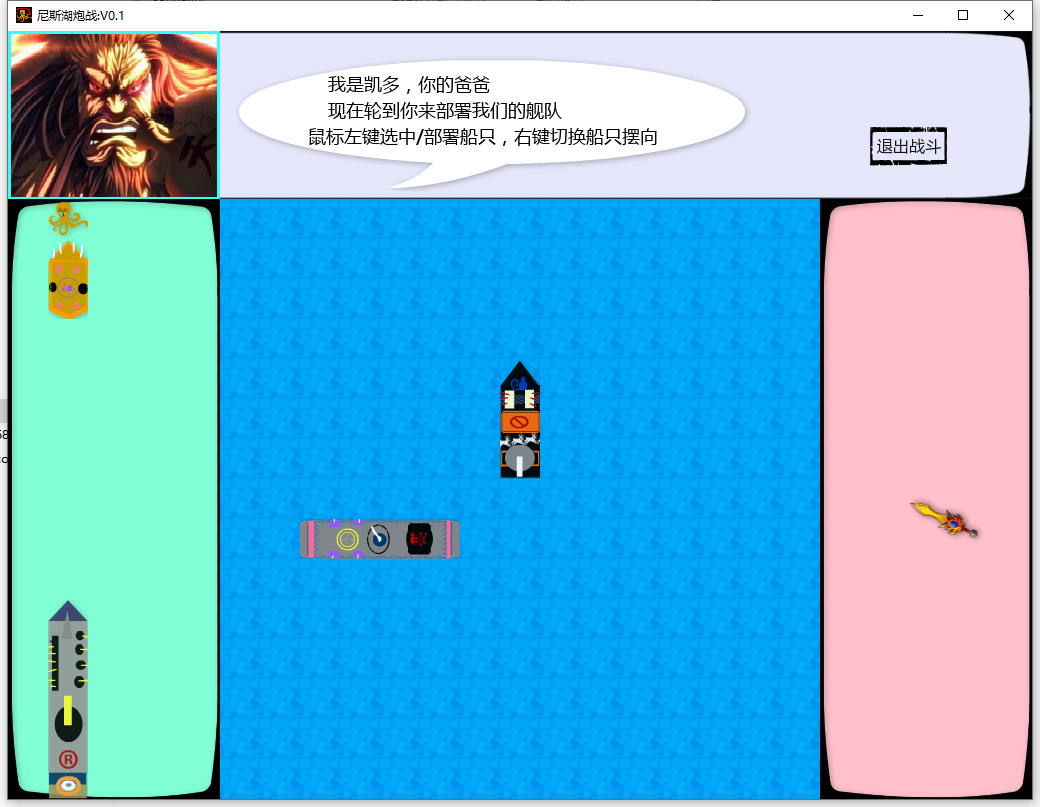 尼斯湖炮战:V0.1
我是凯多，你的爸爸
现在轮到你来部署我们的舰队
鼠标左键选中/部署船只，右键切换船只摆向
退出战斗
R